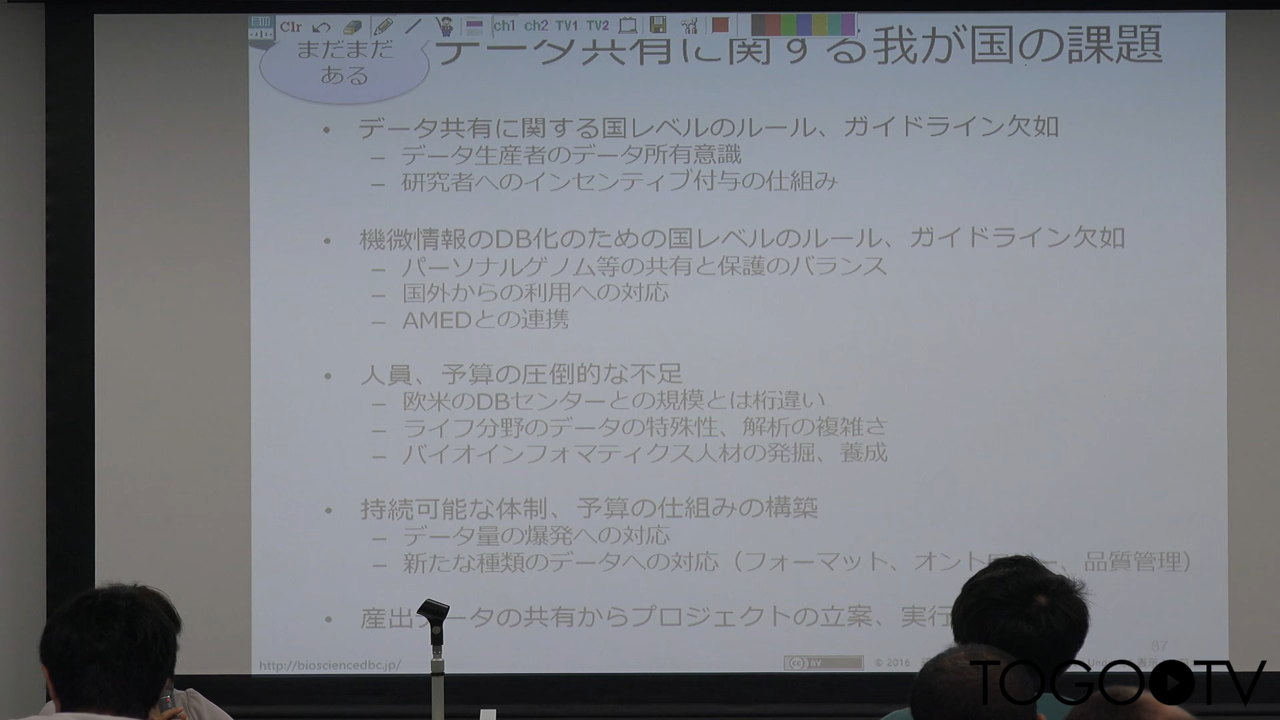 Clr ch1 ch2 TV1 TV2
まだまだ
ある
データ共有に関する我が国の課題
• データ共有に関する国レベルのルール、ガイドライン欠如
– データ生産者のデータ所有意識
– 研究者へのインセンティブ付与の仕組み
• 機微情報のDB化のための国レベルのルール、ガイドライン欠如
– パーソナルゲノム等の共有と保護のバランス
– 国外からの利用への対応
– AMEDとの連携
• 人員、予算の圧倒的な不足
– 欧米のDBセンターとの規模とは桁違い
– ライフ分野のデータの特殊性、解析の複雑さ
– バイオインフォマティクス人材の発掘、養成
• 持続可能な体制、予算の仕組みの構築
– データ量の爆発への対応
– 新たな種類のデータへの対応（フォーマット、オント、品質管理）
• 産出データの共有からプロジェクトの立案、実行
87
http://biosciencedbc.jp/
cc BY © 2016
TOGOTV